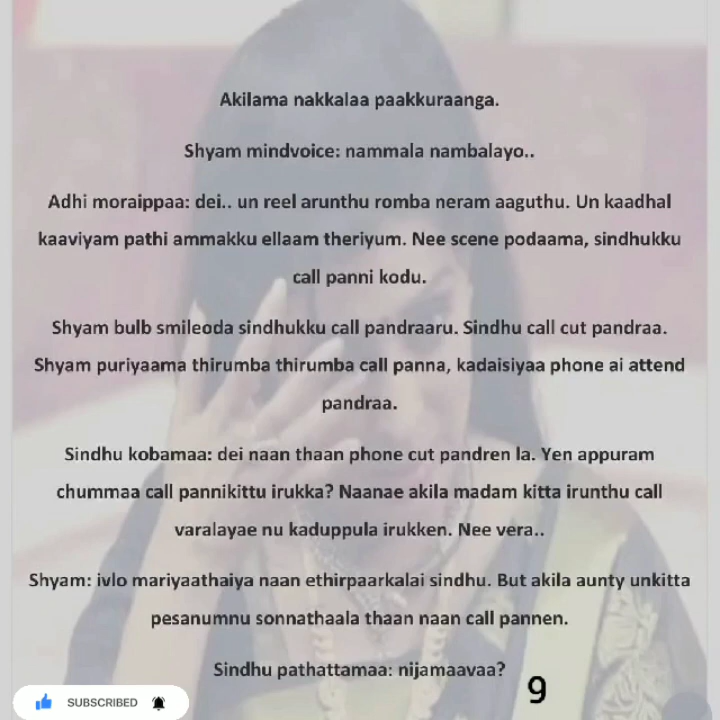 Akilama nakkalaa paakkuraanga.
Shyam mindvoice: nammala nambalayo..
Adhi moraippaa: dei.. un reel arunthu romba neram aaguthu. Un kaadhal
kaaviyam pathi ammakku ellaam theriyum. Nee scene podaama, sindhukku
call panni kodu.
Shyam bulb smileoda sindhukku call pandraaru. Sindhu call cut pandraa.
Shyam puriyaama thirumba thirumba call panna, kadaisiyaa phone ai attend
pandraa.
Sindhu kobamaa: dei naan thaan phone cut pandren la. Yen appuram
chummaa call pannikittu irukka? Naanae akila madam kitta irunthu call
varalayae nu kaduppula irukken. Nee vera..
Shyam: ivlo mariyaathaiya naan ethirpaarkalai sindhu. But akila aunty unkitta
pesanumnu sonnathaala thaan naan call pannen.
Sindhu pathattamaa: nijamaavaa?
9
SUBSCRIBED